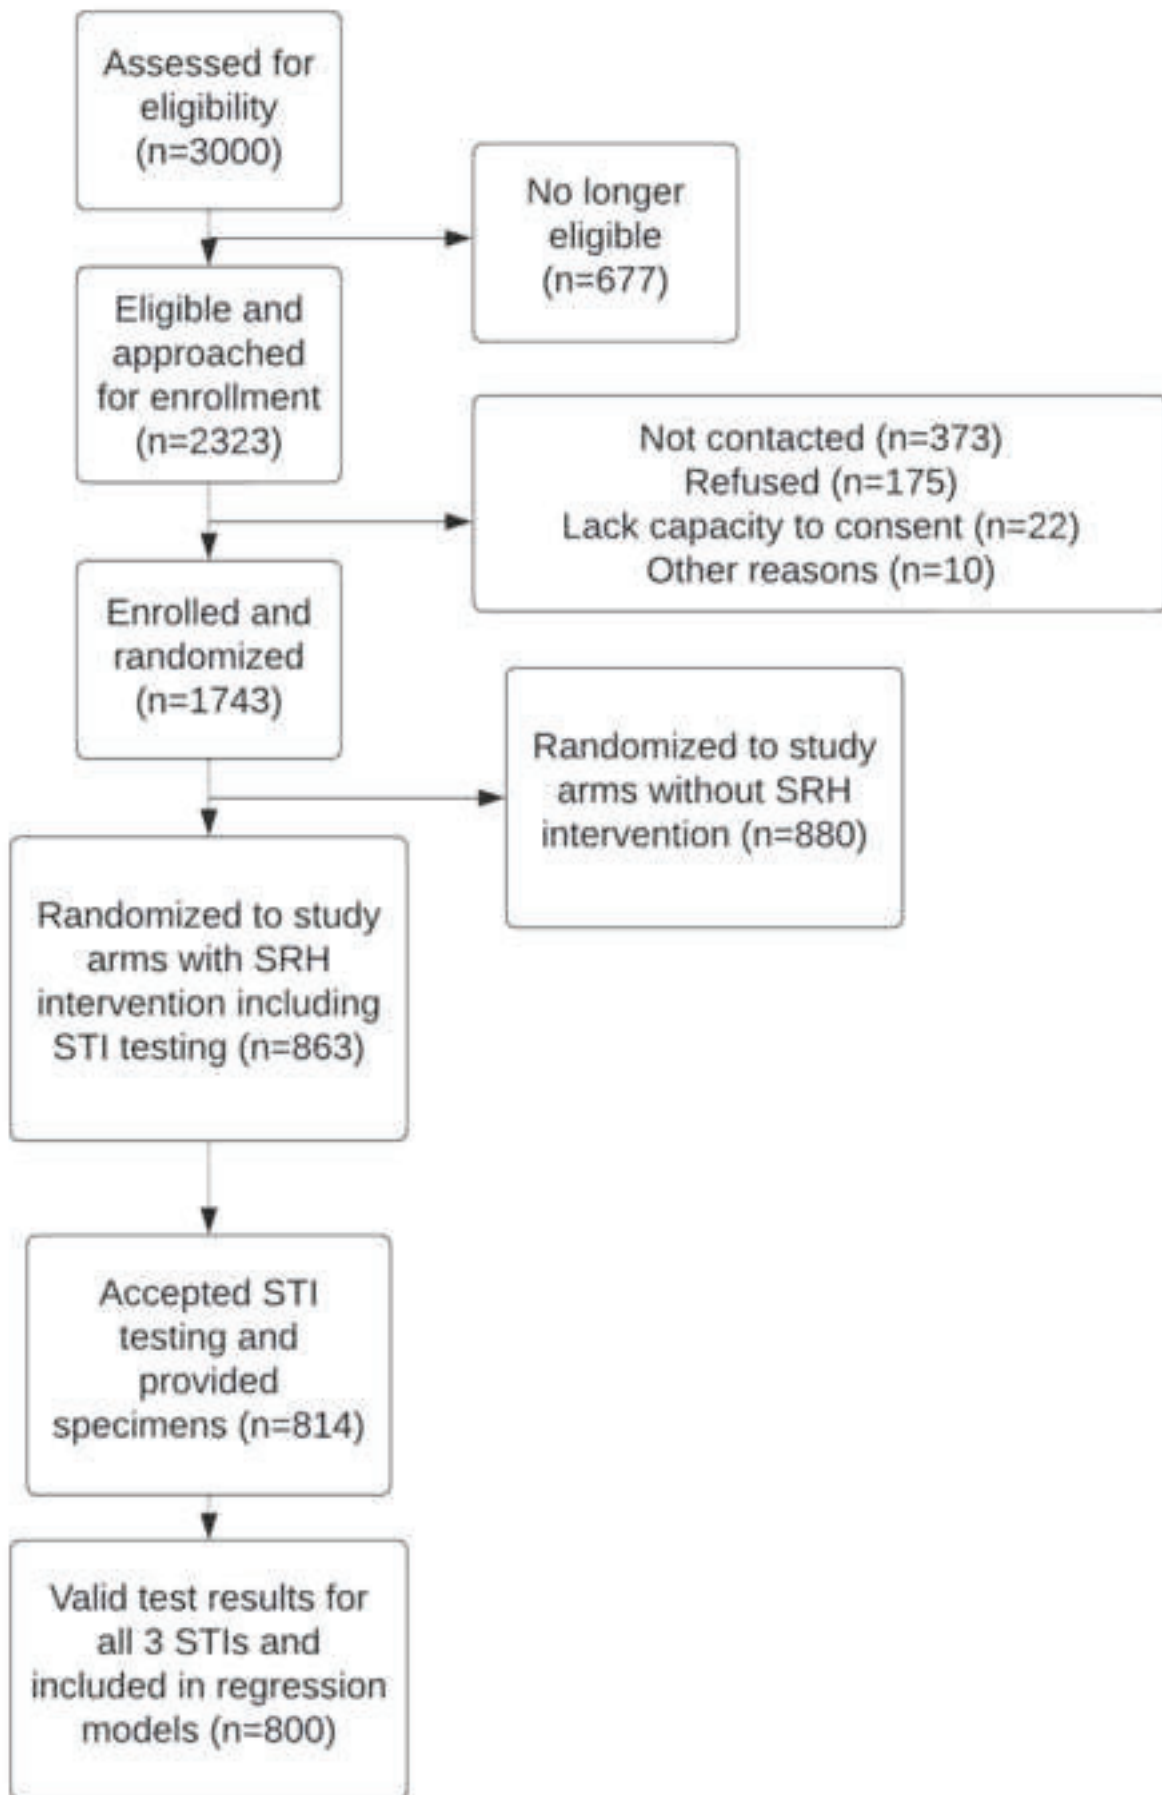 Assessed for
eligibility
(n=3000)
No longer
eligible
(n=677)
Eligible and
approached
for enrollment
(n=2323)
Not contacted (n=373)
Refused (n=175)
Lack capacity to consent (n=22)
Other reasons (n=10)
Enrolled and
randomized
(n=1743)
Randomized to study
arms without SRH
intervention (n=880)
Randomized to study
arms with SRH
intervention including
STI testing (n=863)
Accepted STI
testing and
provided
specimens (n=814)
Valid test results for
all 3 STIs and
included in regression
models (n=800)